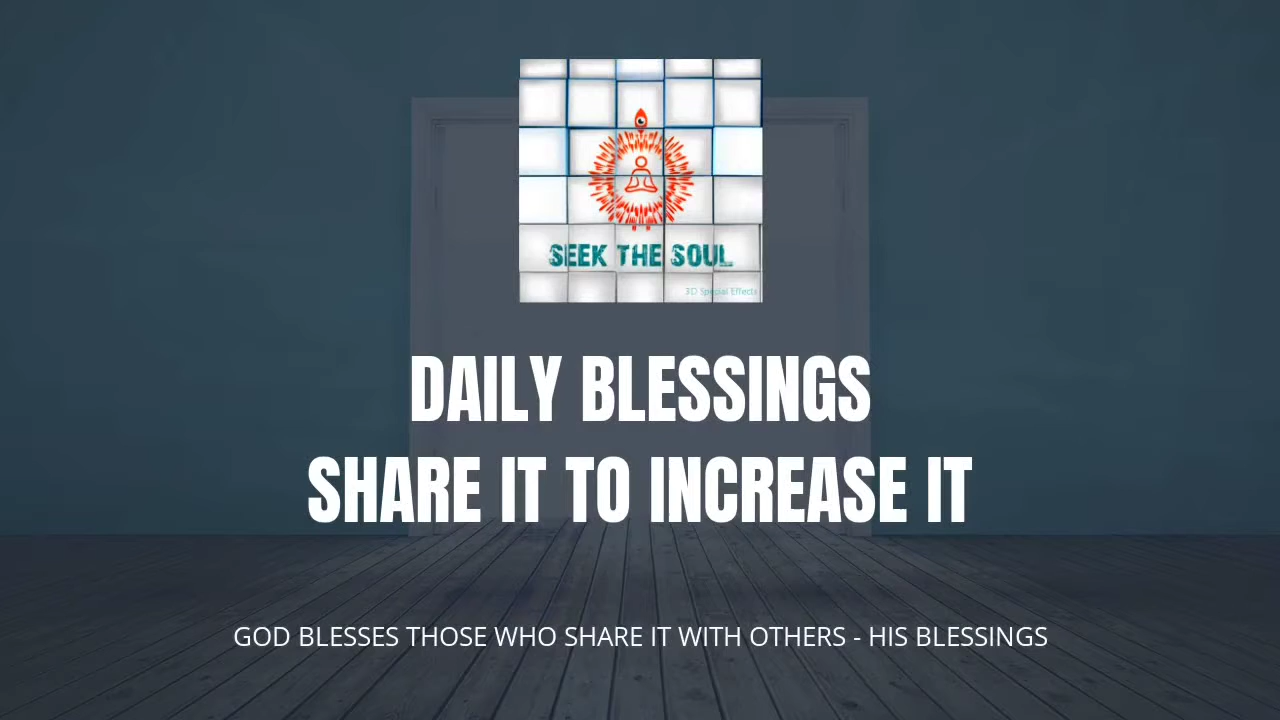 SEEK THE SOUL
3D Special Effects
DAILY BLESSINGS
SHARE IT TO INCREASE IT
GOD BLESSES THOSE WHO SHARE IT WITH OTHERS - HIS BLESSINGS